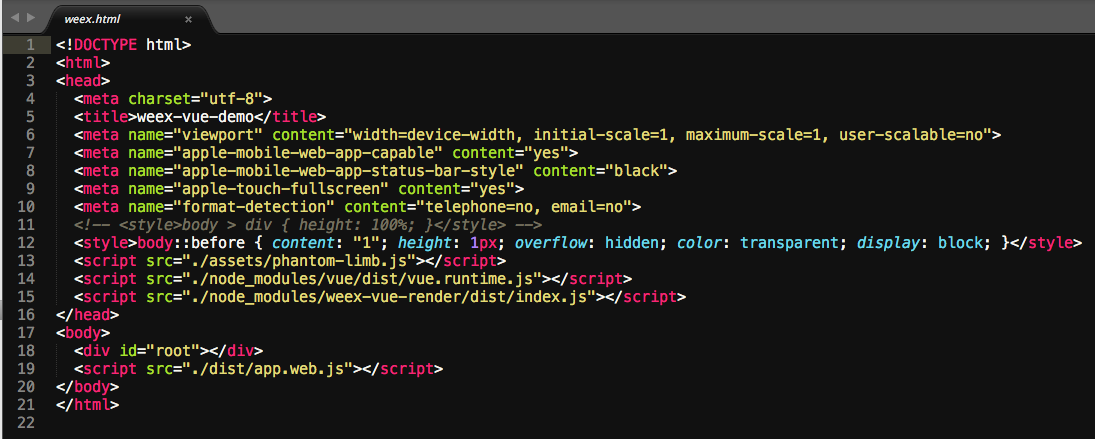 weex.html
1 <!DOCTYPE html>
2 <html>
3 <head>
4   <meta charset="utf-8">
5   <title>weex-vue-demo</title>
6   <meta name="viewport" content="width=device-width, initial-scale=1, maximum-scale=1, user-scalable=no">
7   <meta name="apple-mobile-web-app-capable" content="yes">
8   <meta name="apple-mobile-web-app-status-bar-style" content="black">
9   <meta name="apple-touch-fullscreen" content="yes">
10   <meta name="format-detection" content="telephone=no, email=no">
11   <!-- <style>body > div { height: 100%; }</style> -->
12   <style>body::before { content: "1"; height: 1px; overflow: hidden; color: transparent; display: block; }</style>
13   <script src="./assets/phantom-limb.js"></script>
14   <script src="./node_modules/vue/dist/vue.runtime.js"></script>
15   <script src="./node_modules/weex-vue-render/dist/index.js"></script>
16 </head>
17 <body>
18   <div id="root"></div>
19   <script src="./dist/app.web.js"></script>
20 </body>
21 </html>
22